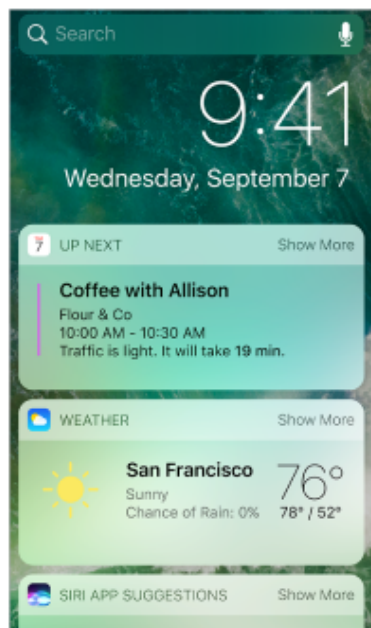 Search
9:41
Wednesday, September 7
7 UP NEXT Show More
Coffee with Allison
Flour & Co
10:00 AM - 10:30 AM
Traffic is light. It will take 19 min.
WEATHER Show More
San Francisco 76°
Sunny
Chance of Rain: 0% 78° / 52°
SIRI APP SUGGESTIONS Show More